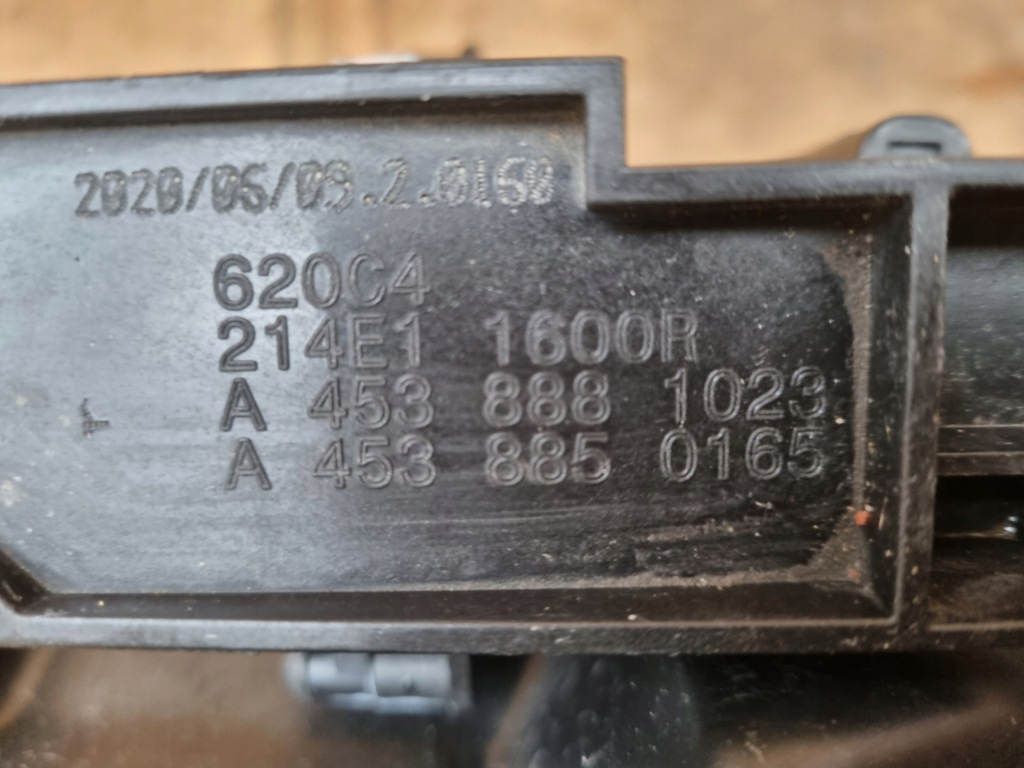 2020/06/09.2.0150
620C4
214E1 1600R
A 453 888 1023
A 453 885 0165